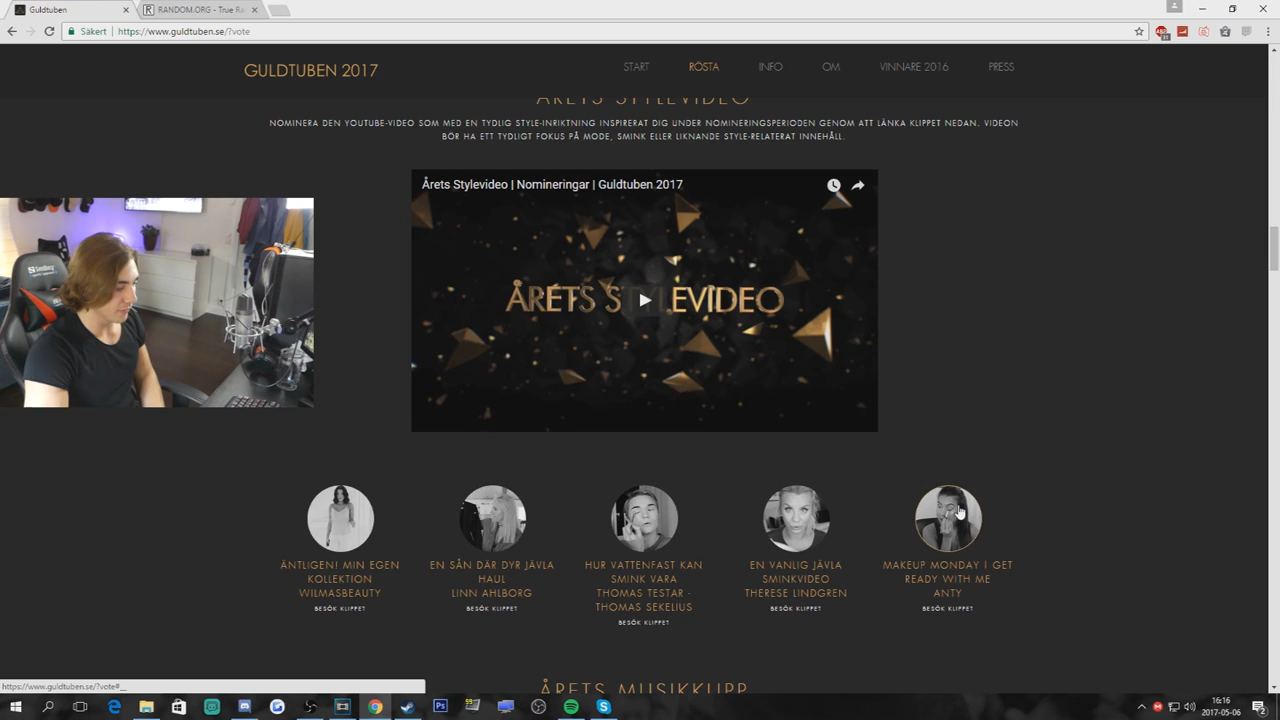 Guldtuben
RANDOM.ORG - True Ra
Säkert | https://www.guldtuben.se/?vote
GULDTUBEN 2017
START RÖSTA INFO OM VINNARE 2016 PRESS
ÅRETS STYLEVIDEO
NOMINERA DEN YOUTUBE-VIDEO SOM MED EN TYDLIG STYLE-INRIKTNING INSPIRERAT DIG UNDER NOMINERINGSPERIODEN GENOM ATT LÄNKA KLIPPET NEDAN. VIDEON
BÖR HA ETT TYDLIGT FOKUS PÅ MODE, SMINK ELLER LIKNANDE STYLE-RELATERAT INNEHÅLL.
Årets Stylevideo | Nomineringar | Guldtuben 2017
ÅRETS STYLEVIDEO
ÄNTLIGEN! MIN EGEN
KOLLEKTION
WILMASBEAUTY
BESÖK KLIPPET
EN SÅN DÄR DYR JÄVLA
HAUL
LINN AHLBORG
BESÖK KLIPPET
HUR VATTENFAST KAN
SMINK VARA
THOMAS TESTAR -
THOMAS SEKELIUS
BESÖK KLIPPET
EN VANLIG JÄVLA
SMINKVIDEO
THERESE LINDGREN
BESÖK KLIPPET
MAKEUP MONDAY I GET
READY WITH ME
ANTY
BESÖK KLIPPET
ÅRETS MUSIKKLIPP
https://www.guldtuben.se/?vote#__
16:16
2017-05-06